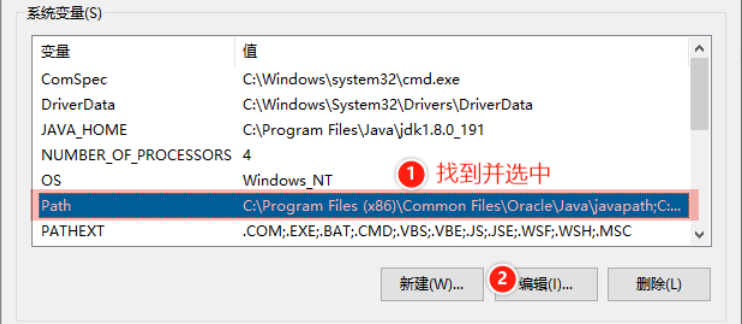 系统变量(S)
变量 值
ComSpec C:\Windows\system32\cmd.exe
DriverData C:\Windows\System32\Drivers\DriverData
JAVA_HOME C:\Program Files\Java\jdk1.8.0_191
NUMBER_OF_PROCESSORS 4
OS Windows_NT
1 找到并选中
Path C:\Program Files (x86)\Common Files\Oracle\Java\javapath;C:...
PATHEXT .COM;.EXE;.BAT;.CMD;.VBS;.VBE;.JS;.JSE;.WSF;.WSH;.MSC
新建(W)... 2 编辑(I)... 删除(L)